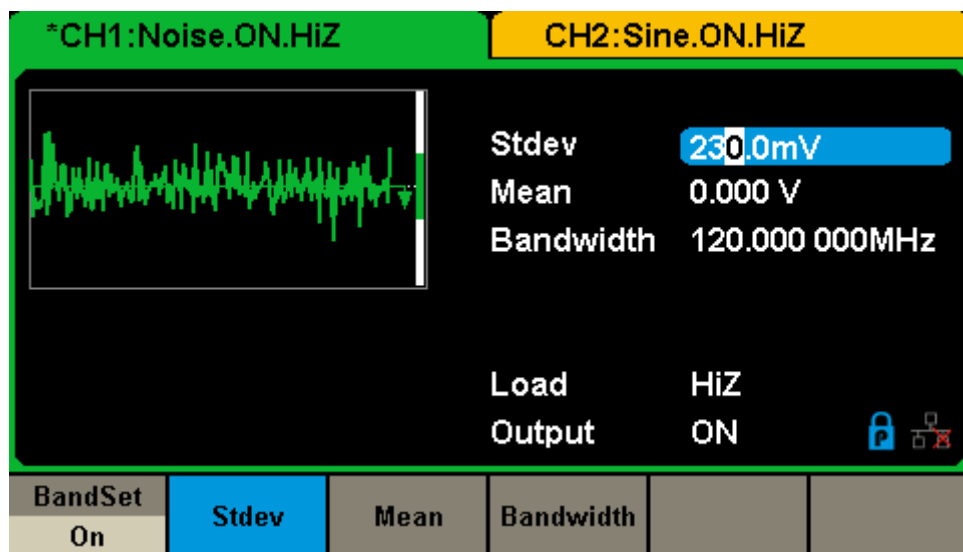 *CH1:Noise.ON.HiZ
CH2:Sine.ON.HiZ
Stdev 230.0mV
Mean 0.000 V
Bandwidth 120.000 000MHz
Load HiZ
Output ON
P
BandSet
On
Stdev
Mean
Bandwidth